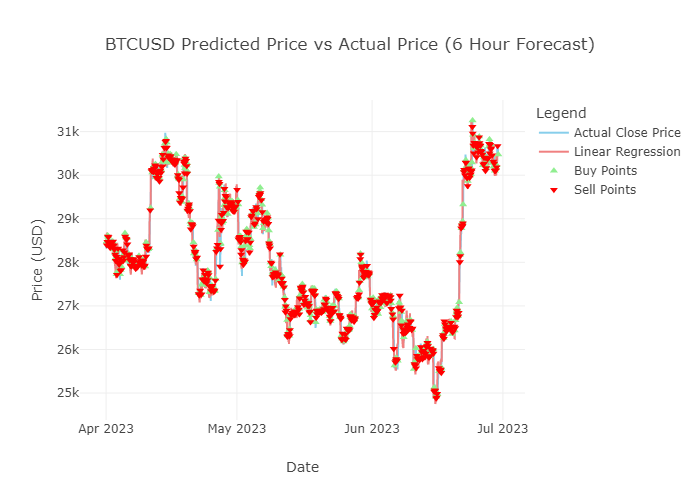 BTCUSD Predicted Price vs Actual Price (6 Hour Forecast)
Legend
Actual Close Price
Linear Regression
Buy Points
Sell Points
31k
30k
29k
28k
27k
26k
25k
Price (USD)
Apr 2023
May 2023
Jun 2023
Jul 2023
Date